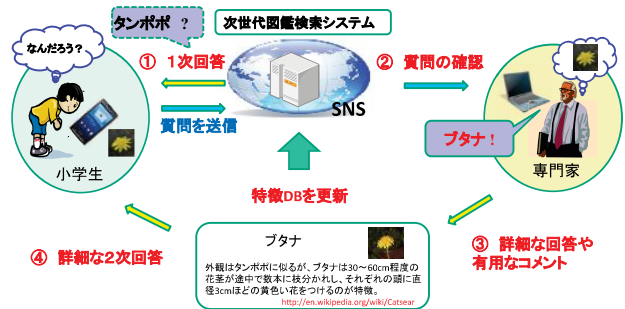 タンポポ ?
次世代図鑑検索システム
なんだろう?
① 1次回答
② 質問の確認
SNS
質問を送信
ブタナ!
小学生
専門家
特徴DBを更新
ブタナ
外観はタンポポに似るが、ブタナは30~60cm程度の
花茎が途中で数本に枝分かれし、それぞれの頭に直
径3cmほどの黄色い花をつけるのが特徴。
http://en.wikipedia.org/wiki/Catsear
③ 詳細な回答や
有用なコメント
④ 詳細な2次回答